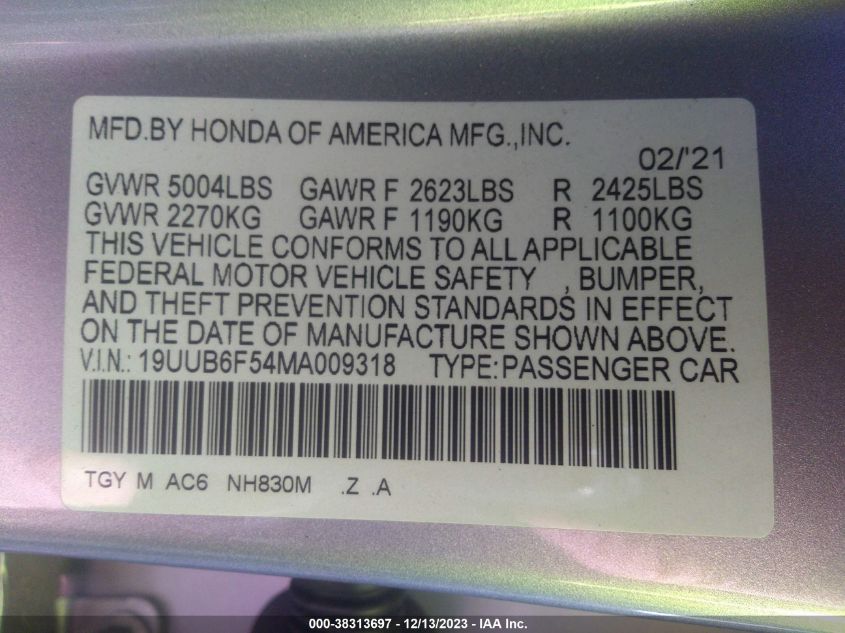 MFD.BY HONDA OF AMERICA MFG.,INC.
02/'21
GVWR 5004LBS GAWR F 2623LBS R 2425LBS
GVWR 2270KG GAWR F 1190KG R 1100KG
THIS VEHICLE CONFORMS TO ALL APPLICABLE
FEDERAL MOTOR VEHICLE SAFETY , BUMPER,
AND THEFT PREVENTION STANDARDS IN EFFECT
ON THE DATE OF MANUFACTURE SHOWN ABOVE.
V.I.N.: 19UUB6F54MA009318 TYPE:PASSENGER CAR
TGY M AC6 NH830M .Z .A
000-38313697 - 12/13/2023 - IAA Inc.